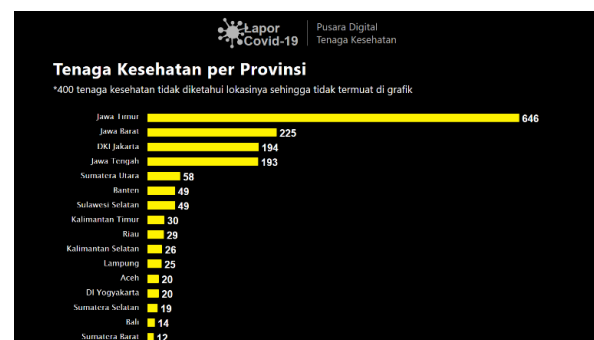 Lapor
Covid-19
Pusara Digital
Tenaga Kesehatan
Tenaga Kesehatan per Provinsi
*400 tenaga kesehatan tidak diketahui lokasinya sehingga tidak termuat di grafik
Jawa Timur 646
Jawa Barat 225
DKI Jakarta 194
Jawa Tengah 193
Sumatera Utara 58
Banten 49
Sulawesi Selatan 49
Kalimantan Timur 30
Riau 29
Kalimantan Selatan 26
Lampung 25
Aceh 20
DI Yogyakarta 20
Sumatera Selatan 19
Bali 14
Sumatera Barat 12